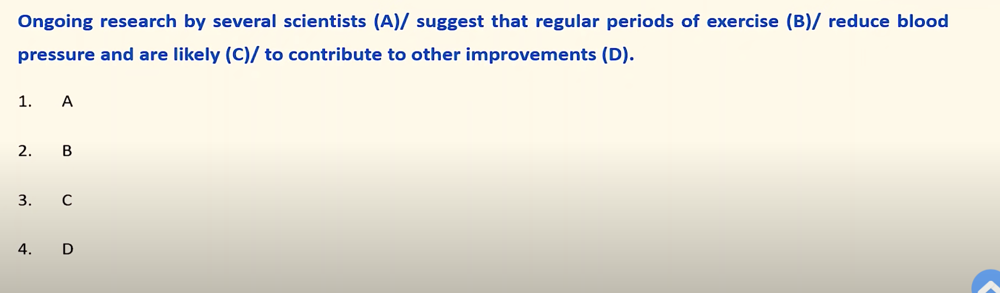 Ongoing research by several scientists (A)/ suggest that regular periods of exercise (B)/ reduce blood
pressure and are likely (C)/ to contribute to other improvements (D).
1. A
2. B
3. C
4. D